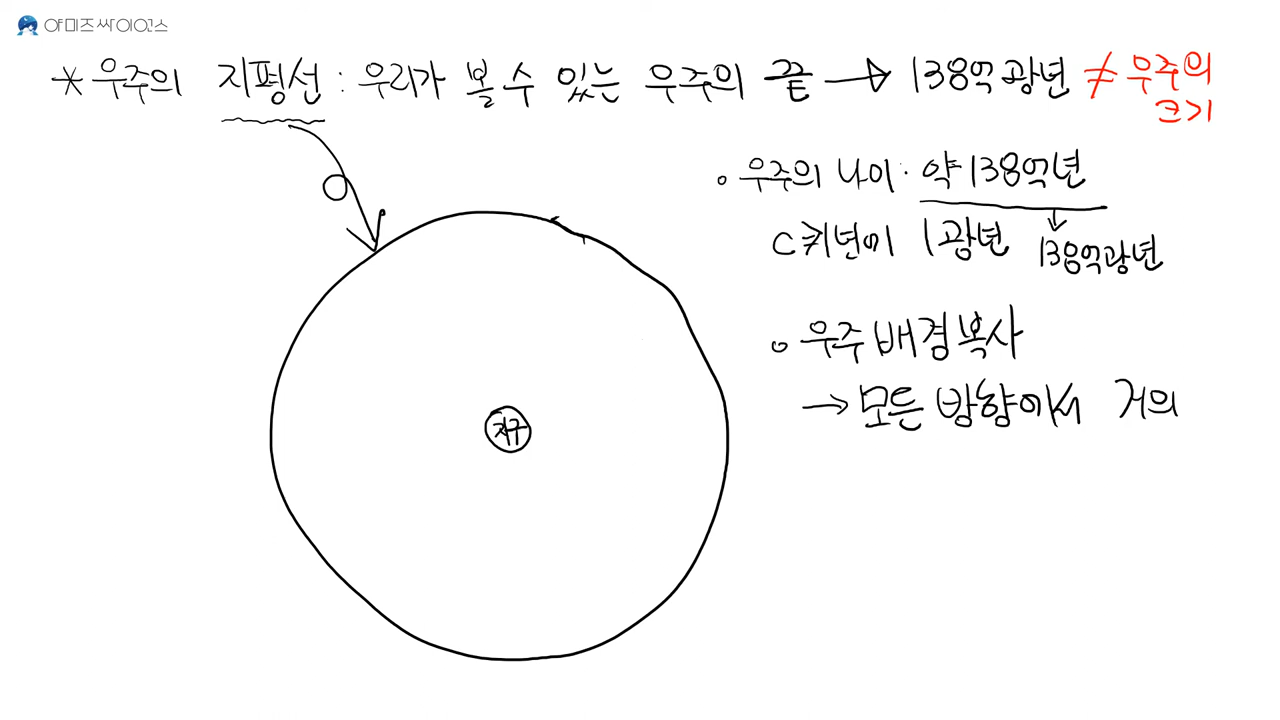 야미즈싸이언스
* 우주의 지평선 : 우리가 볼 수 있는 우주의 끝 → 138억 광년 ≠ 우주의
크기
• 우주의 나이 : 약 138억년
1광년 138억광년
• 우주 배경 복사
→ 모든 방향에서 거의
지구